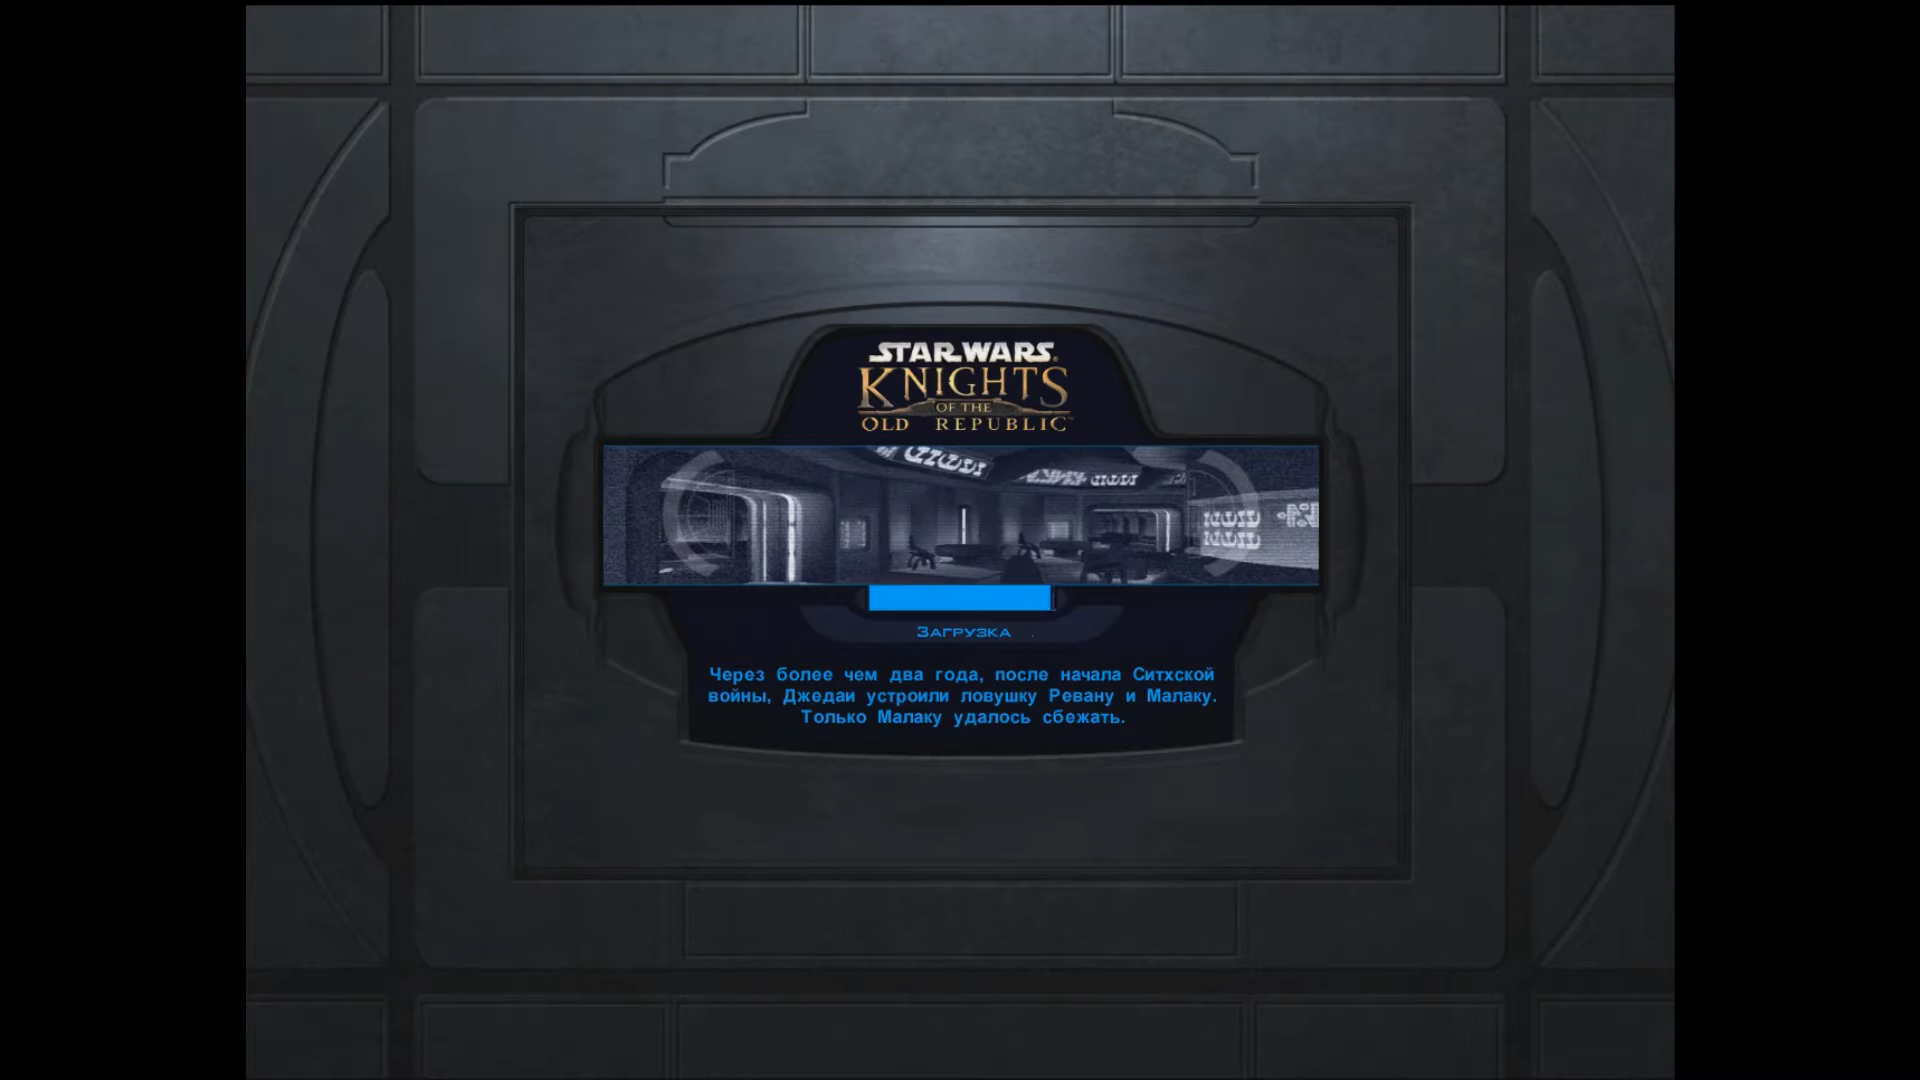 STAR WARS
KNIGHTS
OF THE
OLD REPUBLIC
Загрузка
Через более чем два года, после начала Ситхской
войны, Джедаи устроили ловушку Ревану и Малаку.
Только Малаку удалось сбежать.